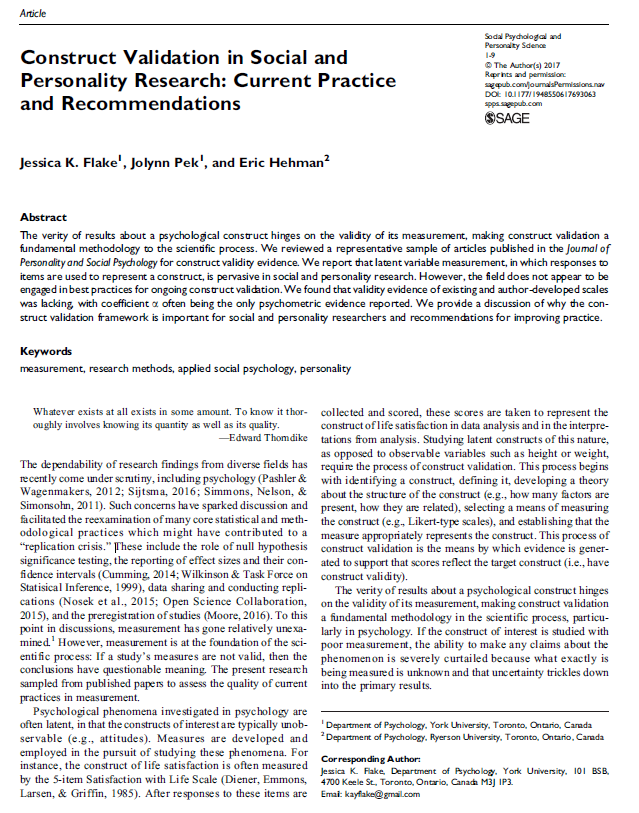 Article
Social Psychological and
Personality Science
1-9
© The Author(s) 2017
Reprints and permission:
sagepub.com/journalsPermissions.nav
DOI: 10.1177/1948550617693063
spps.sagepub.com
SAGE
Construct Validation in Social and
Personality Research: Current Practice
and Recommendations
Jessica K. Flake1, Jolynn Pek1, and Eric Hehman2
Abstract
The verity of results about a psychological construct hinges on the validity of its measurement, making construct validation a
fundamental methodology to the scientific process. We reviewed a representative sample of articles published in the Journal of
Personality and Social Psychology for construct validity evidence. We report that latent variable measurement, in which responses to
items are used to represent a construct, is pervasive in social and personality research. However, the field does not appear to be
engaged in best practices for ongoing construct validation. We found that validity evidence of existing and author-developed scales
was lacking, with coefficient α often being the only psychometric evidence reported. We provide a discussion of why the con-
struct validation framework is important for social and personality researchers and recommendations for improving practice.
Keywords
measurement, research methods, applied social psychology, personality
Whatever exists at all exists in some amount. To know it thor-
oughly involves knowing its quantity as well as its quality.
—Edward Thorndike
The dependability of research findings from diverse fields has
recently come under scrutiny, including psychology (Pashler &
Wagenmakers, 2012; Sijtsma, 2016; Simmons, Nelson, &
Simonsohn, 2011). Such concerns have sparked discussion and
facilitated the reexamination of many core statistical and meth-
odological practices which might have contributed to a
“replication crisis.” These include the role of null hypothesis
significance testing, the reporting of effect sizes and their con-
fidence intervals (Cumming, 2014; Wilkinson & Task Force on
Statisical Inference, 1999), data sharing and conducting repli-
cations (Nosek et al., 2015; Open Science Collaboration,
2015), and the preregistration of studies (Moore, 2016). To this
point in discussions, measurement has gone relatively unexa-
mined.1 However, measurement is at the foundation of the sci-
entific process: If a study’s measures are not valid, then the
conclusions have questionable meaning. The present research
sampled from published papers to assess the quality of current
practices in measurement.
Psychological phenomena investigated in psychology are
often latent, in that the constructs of interest are typically unob-
servable (e.g., attitudes). Measures are developed and
employed in the pursuit of studying these phenomena. For
instance, the construct of life satisfaction is often measured
by the 5-item Satisfaction with Life Scale (Diener, Emmons,
Larsen, & Griffin, 1985). After responses to these items are
collected and scored, these scores are taken to represent the
construct of life satisfaction in data analysis and in the interpre-
tations from analysis. Studying latent constructs of this nature,
as opposed to observable variables such as height or weight,
require the process of construct validation. This process begins
with identifying a construct, defining it, developing a theory
about the structure of the construct (e.g., how many factors are
present, how they are related), selecting a means of measuring
the construct (e.g., Likert-type scales), and establishing that the
measure appropriately represents the construct. This process of
construct validation is the means by which evidence is gener-
ated to support that scores reflect the target construct (i.e., have
construct validity).
The verity of results about a psychological construct hinges
on the validity of its measurement, making construct validation
a fundamental methodology in the scientific process, particu-
larly in psychology. If the construct of interest is studied with
poor measurement, the ability to make any claims about the
phenomenon is severely curtailed because what exactly is
being measured is unknown and that uncertainty trickles down
into the primary results.
1 Department of Psychology, York University, Toronto, Ontario, Canada
2 Department of Psychology, Ryerson University, Toronto, Ontario, Canada
Corresponding Author:
Jessica K. Flake, Department of Psychology, York University, 101 BSB,
4700 Keele St., Toronto, Ontario, Canada M3J 1P3.
Email: kayflake@gmail.com